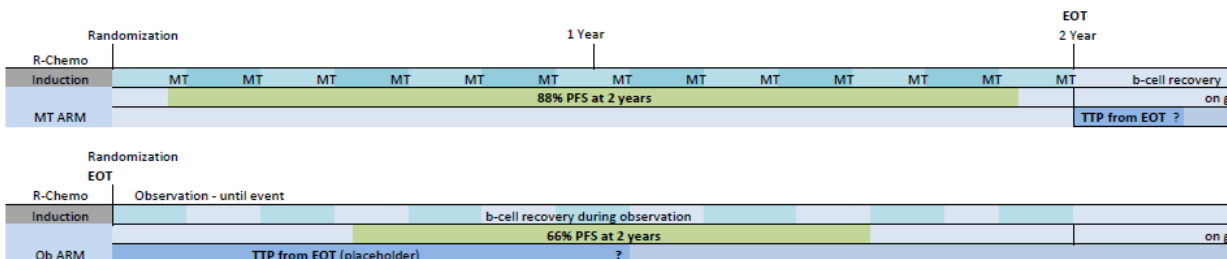 EOT
Randomization 1 Year 2 Year
R-Chemo
Induction MT MT MT MT MT MT MT MT MT MT MT MT MT b-cell recovery
88% PFS at 2 years on g
MT ARM TTP from EOT ?
Randomization
EOT
R-Chemo Observation - until event
Induction b-cell recovery during observation
66% PFS at 2 years on g
Ob ARM TTP from EOT (placeholder) ?